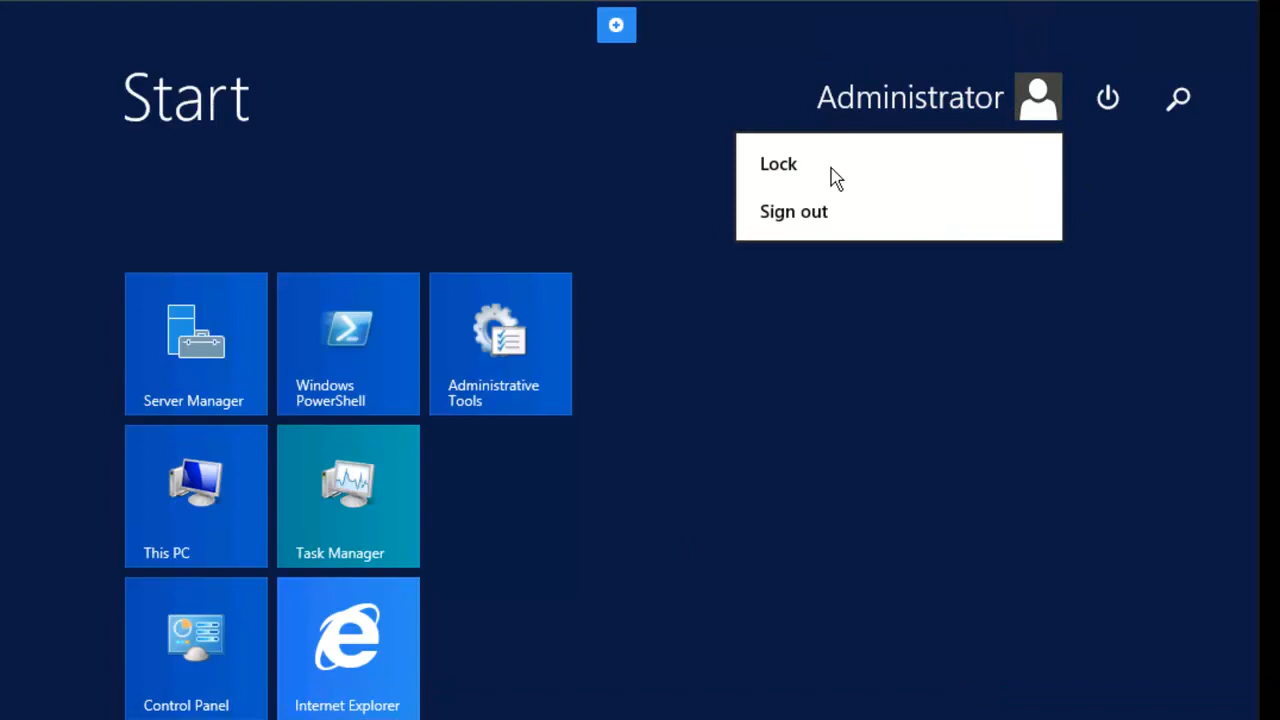 Start
Administrator
Lock
Sign out
Server Manager
Windows
PowerShell
Administrative
Tools
This PC
Task Manager
Control Panel
Internet Explorer